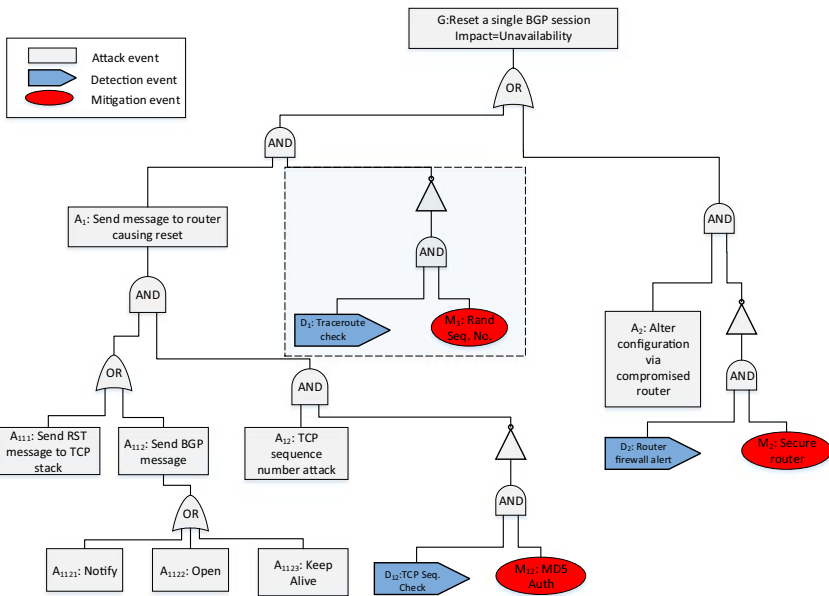 G:Reset a single BGP session
Impact=Unavailability
Attack event
Detection event
Mitigation event
OR
AND
A₁: Send message to router
causing reset
AND
AND
AND
D₁: Traceroute
check
M₁: Rand
Seq. No.
A₂: Alter
configuration
via
compromised
router
AND
OR
AND
A₁₁₁: Send RST
message to TCP
stack
A₁₁₂: Send BGP
message
A₁₂: TCP
sequence
number attack
D₂: Router
firewall alert
M₂: Secure
router
OR
AND
A₁₁₂₁: Notify
A₁₁₂₂: Open
A₁₁₂₃: Keep
Alive
D₁₂:TCP Seq.
Check
M₁₂: MD5
Auth